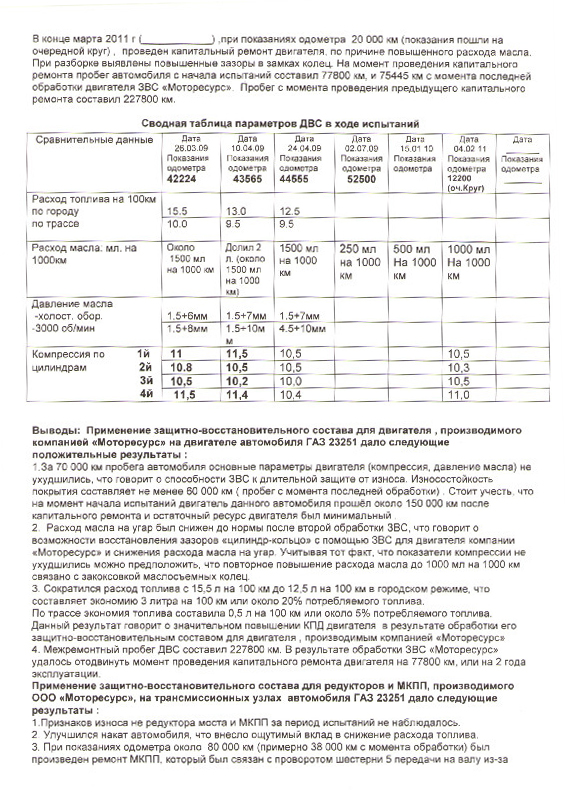 В конце марта 2011 г (______________) ,при показаниях одометра 20 000 км (показания пошли на
очередной круг) , проведен капитальный ремонт двигателя, по причине повышенного расхода масла.
При разборке выявлены повышенные зазоры в замках колец. На момент проведения капитального
ремонта пробег автомобиля с начала испытаний составил 77800 км, и 75445 км с момента последней
обработки двигателя ЗВС «Моторесурс». Пробег с момента проведения предыдущего капитального
ремонта составил 227800 км.
Сводная таблица параметров ДВС в ходе испытаний
Сравнительные данные Дата 26.03.09 Показания одометра 42224 Дата 10.04.09 Показания одометра 43565 Дата 24.04.09 Показания одометра 44555 Дата 02.07.09 Показания одометра 52500 Дата 15.01 10 Показания одометра Дата 04.02 11 Показания одометра 12200 (оч.Круг) Дата ______ Показания одометра ______
Расход топлива на 100км
по городу 15.5 13.0 12.5
по трассе 10.0 9.5 9.5
Расход масла. мл. на 1000км Около 1500 мл на 1000 км Долил 2 л. (около 1500 мл на 1000 км) 1500 мл на 1000 км 250 мл на 1000 км 500 мл На 1000 км 1000 мл На 1000 км
Давление масла
-холост. обор. 1.5+6мм 1.5+7мм 1.5+7мм
-3000 об/мин 1.5+8мм 1.5+10мм 4.5+10мм
Компрессия по 1й 11 11,5 10,5 10,5
цилиндрам 2й 10.8 10,5 10,5 10,3
3й 10,5 10,2 10.0 10,5
4й 11,5 11,4 10,4 11,0
Выводы: Применение защитно-восстановительного состава для двигателя , производимого
компанией «Моторесурс» на двигателе автомобиля ГАЗ 23251 дало следующие
положительные результаты :
1.За 70 000 км пробега автомобиля основные параметры двигателя (компрессия, давление масла) не
ухудшились, что говорит о способности ЗВС к длительной защите от износа. Износостойкость
покрытия составляет не менее 60 000 км ( пробег с момента последней обработки) . Стоит учесть, что
на момент начала испытаний двигатель данного автомобиля прошёл около 150 000 км после
капитального ремонта и остаточный ресурс двигателя был минимальный
2. Расход масла на угар был снижен до нормы после второй обработки ЗВС, что говорит о
возможности восстановления зазоров «цилиндр-кольцо» с помощью ЗВС для двигателя компании
«Моторесурс» и снижения расхода масла на угар. Учитывая тот факт, что показатели компрессии не
ухудшились можно предположить, что повторное повышение расхода масла до 1000 мл на 1000 км
связано с закоксовкой маслосъемных колец.
3. Сократился расход топлива с 15,5 л на 100 км до 12,5 л на 100 км в городском режиме, что
составляет экономию 3 литра на 100 км или около 20% потребляемого топлива.
По трассе экономия топлива составила 0,5 л на 100 км или около 5% потребляемого топлива.
Данный результат говорит о значительном повышении КПД двигателя в результате обработки его
защитно-восстановительным составом для двигателя , производимым компанией «Моторесурс»
4. Межремонтный пробег ДВС составил 227800 км. В результате обработки ЗВС «Моторесурс»
удалось отодвинуть момент проведения капитального ремонта двигателя на 77800 км, или на 2 года
эксплуатации.
Применение защитно-восстановительного состава для редукторов и МКПП, производимого
ООО «Моторесурс», на трансмиссионных узлах автомобиля ГАЗ 23251 дало следующие
результаты :
1.Признаков износа не редуктора моста и МКПП за период испытаний не наблюдалось.
2. Улучшился накат автомобиля, что внесло ощутимый вклад в снижение расхода топлива.
3. При показаниях одометра около 80 000 км (примерно 38 000 км с момента обработки) был
произведен ремонт МКПП, который был связан с проворотом шестерни 5 передачи на валу из-за